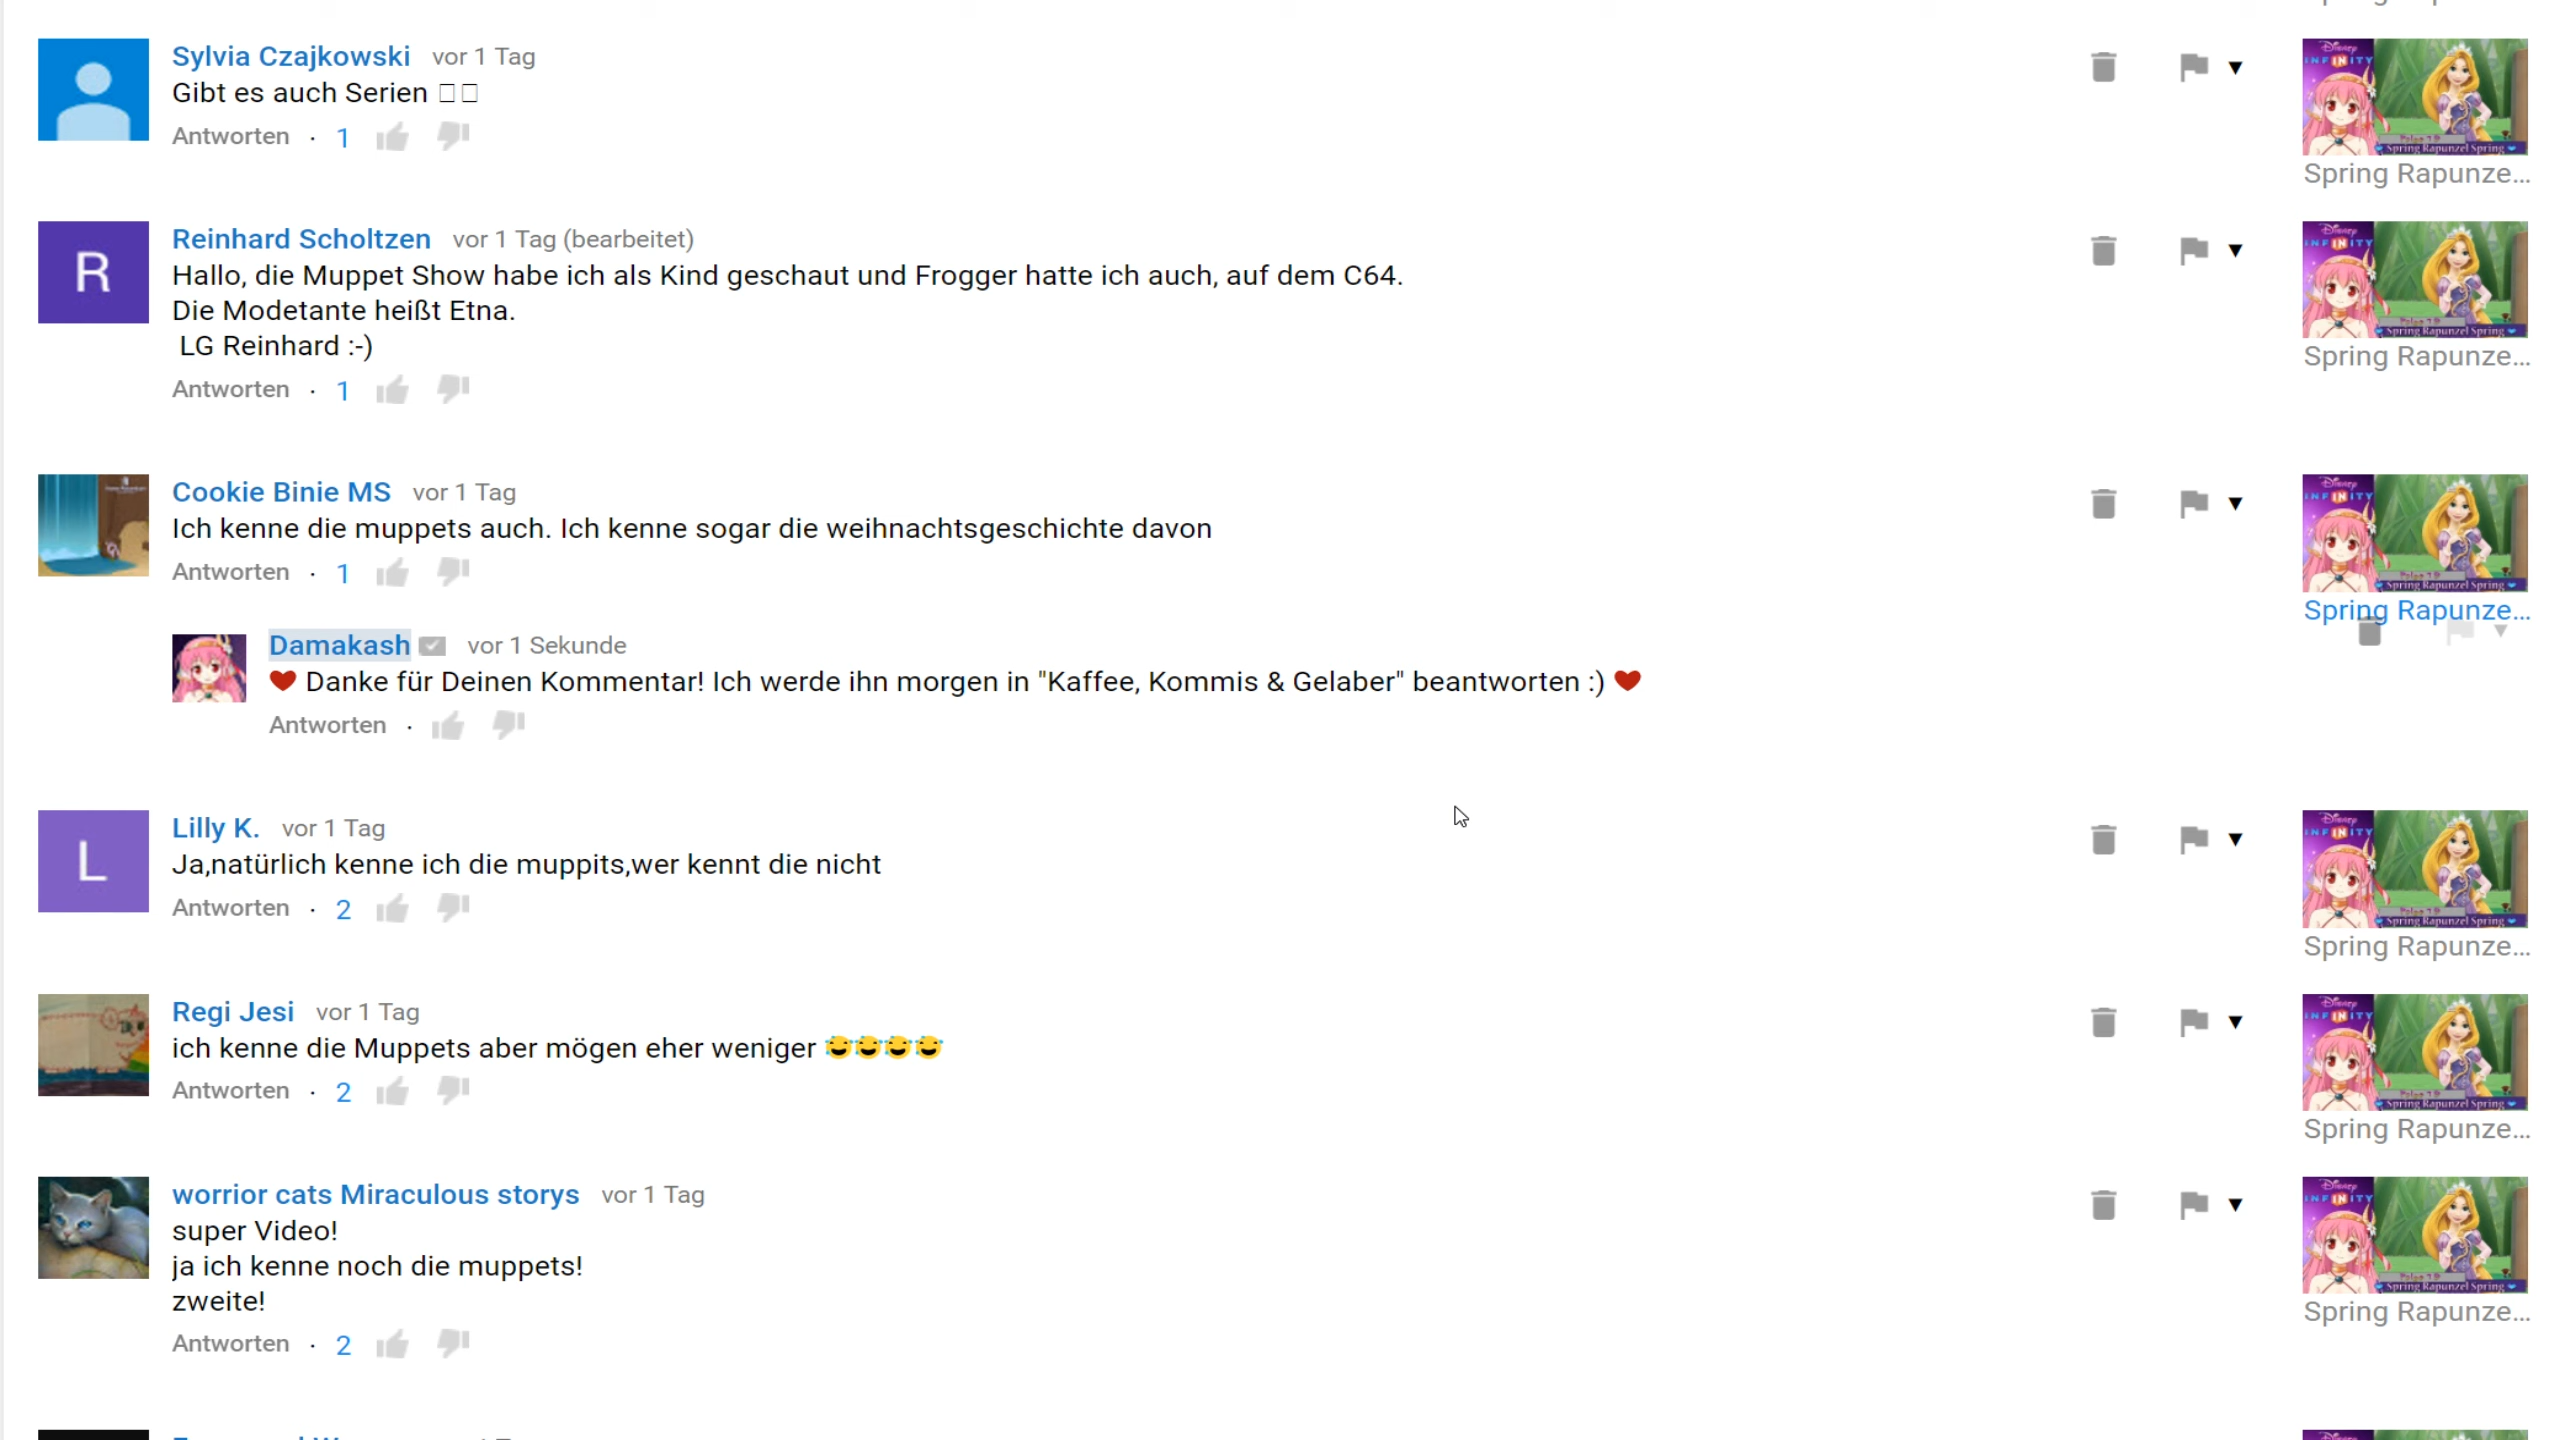 Sylvia Czajkowski vor 1 Tag
Gibt es auch Serien
Antworten · 1
Spring Rapunze...
Reinhard Scholtzen vor 1 Tag (bearbeitet)
Hallo, die Muppet Show habe ich als Kind geschaut und Frogger hatte ich auch, auf dem C64.
Die Modetante heißt Etna.
LG Reinhard :-)
Antworten · 1
Spring Rapunze...
Cookie Binie MS vor 1 Tag
Ich kenne die muppets auch. Ich kenne sogar die weihnachtsgeschichte davon
Antworten · 1
Spring Rapunze...
Damakash vor 1 Sekunde
❤ Danke für Deinen Kommentar! Ich werde ihn morgen in "Kaffee, Kommis & Gelaber" beantworten :) ❤
Antworten ·
L
Lilly K. vor 1 Tag
Ja,natürlich kenne ich die muppits,wer kennt die nicht
Antworten · 2
Spring Rapunze...
Regi Jesi vor 1 Tag
ich kenne die Muppets aber mögen eher weniger 😂😂😂😂
Antworten · 2
Spring Rapunze...
worrior cats Miraculous storys vor 1 Tag
super Video!
ja ich kenne noch die muppets!
zweite!
Antworten · 2
Spring Rapunze...
R
Disney
INFINITY
Spring Rapunzel Spring